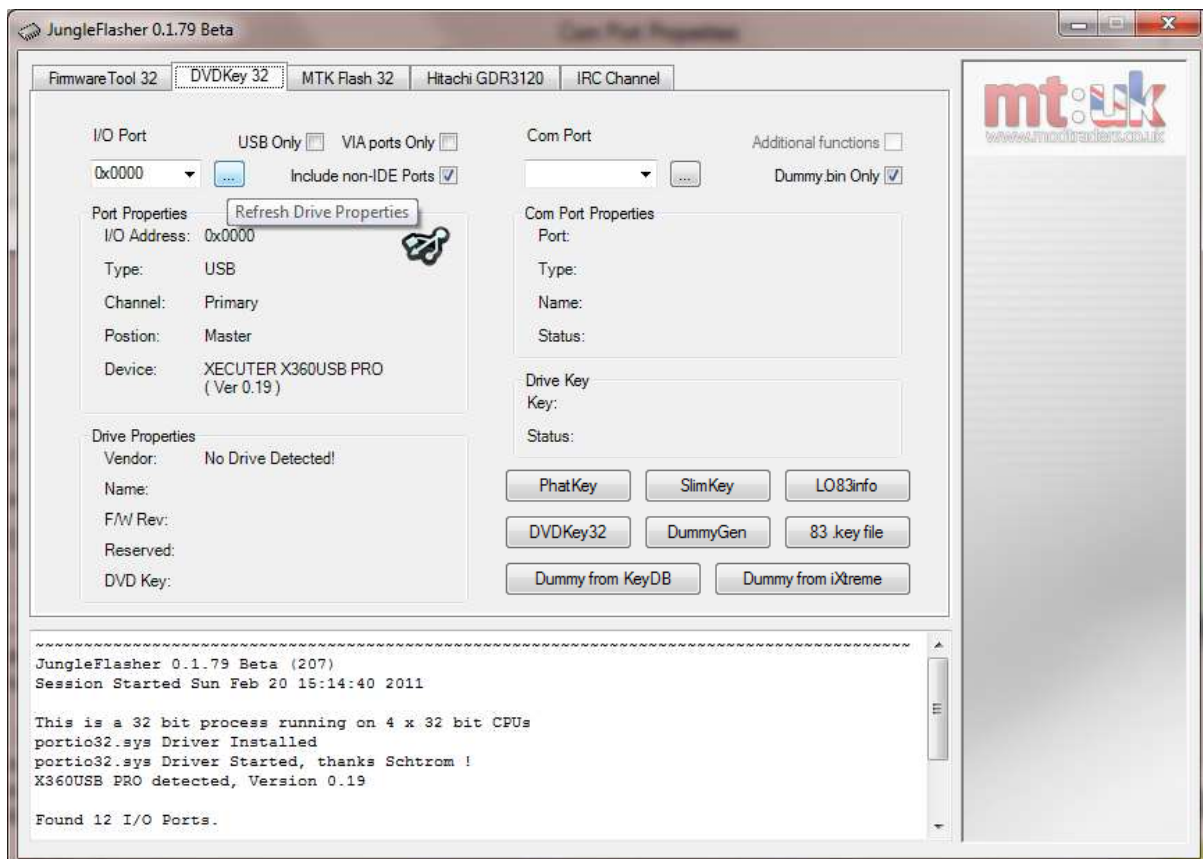 JungleFlasher 0.1.79 Beta
Firmware Tool 32
DVDKey 32
MTK Flash 32
Hitachi GDR3120
IRC Channel
I/O Port
USB Only
VIA ports Only
0x0000
...
Include non-IDE Ports
Refresh Drive Properties
Port Properties
I/O Address: 0x0000
Type: USB
Channel: Primary
Postion: Master
Device: XECUTER X360USB PRO
( Ver 0.19 )
Drive Properties
Vendor: No Drive Detected!
Name:
F/W Rev:
Reserved:
DVD Key:
Com Port
Additional functions
...
Dummy.bin Only
Com Port Properties
Port:
Type:
Name:
Status:
Drive Key
Key:
Status:
PhatKey
SlimKey
LO83info
DVDKey32
DummyGen
83 .key file
Dummy from KeyDB
Dummy from iXtreme
mt:uk
www.modtraders.co.uk
~~~~~~~~~~~~~~~~~~~~~~~~~~~~~~~~~~~~~~~~~~~~~~~~~~~~~~~~~~~~~~~~~~~~~~~~~~~~~~~~~~~~~~~~~~
JungleFlasher 0.1.79 Beta (207)
Session Started Sun Feb 20 15:14:40 2011
This is a 32 bit process running on 4 x 32 bit CPUs
portio32.sys Driver Installed
portio32.sys Driver Started, thanks Schtrom !
X360USB PRO detected, Version 0.19
Found 12 I/O Ports.